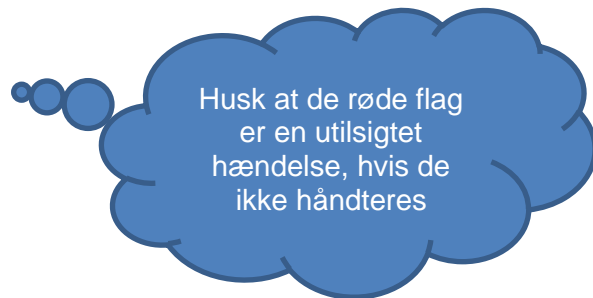 Husk at de røde flag
er en utilsigtet
hændelse, hvis de
ikke håndteres